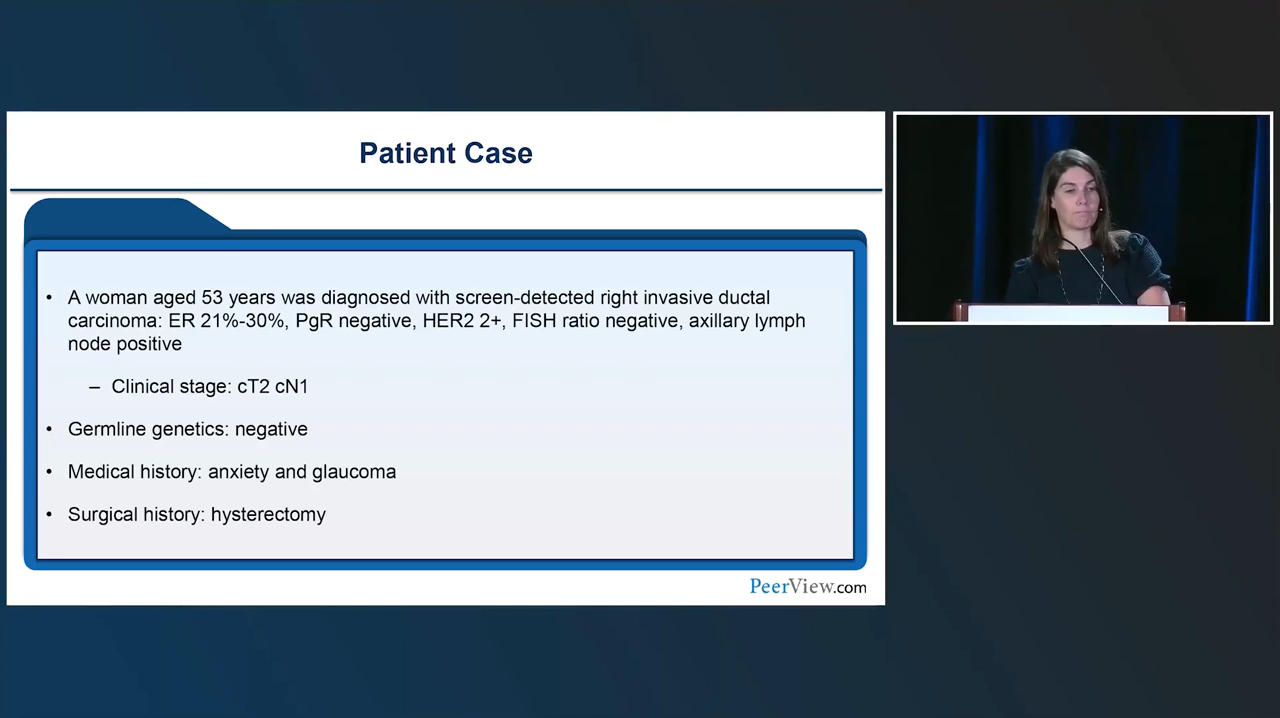 Patient Case
• A woman aged 53 years was diagnosed with screen-detected right invasive ductal
carcinoma: ER 21%-30%, PgR negative, HER2 2+, FISH ratio negative, axillary lymph
node positive
– Clinical stage: cT2 cN1
• Germline genetics: negative
• Medical history: anxiety and glaucoma
• Surgical history: hysterectomy
PeerView.com